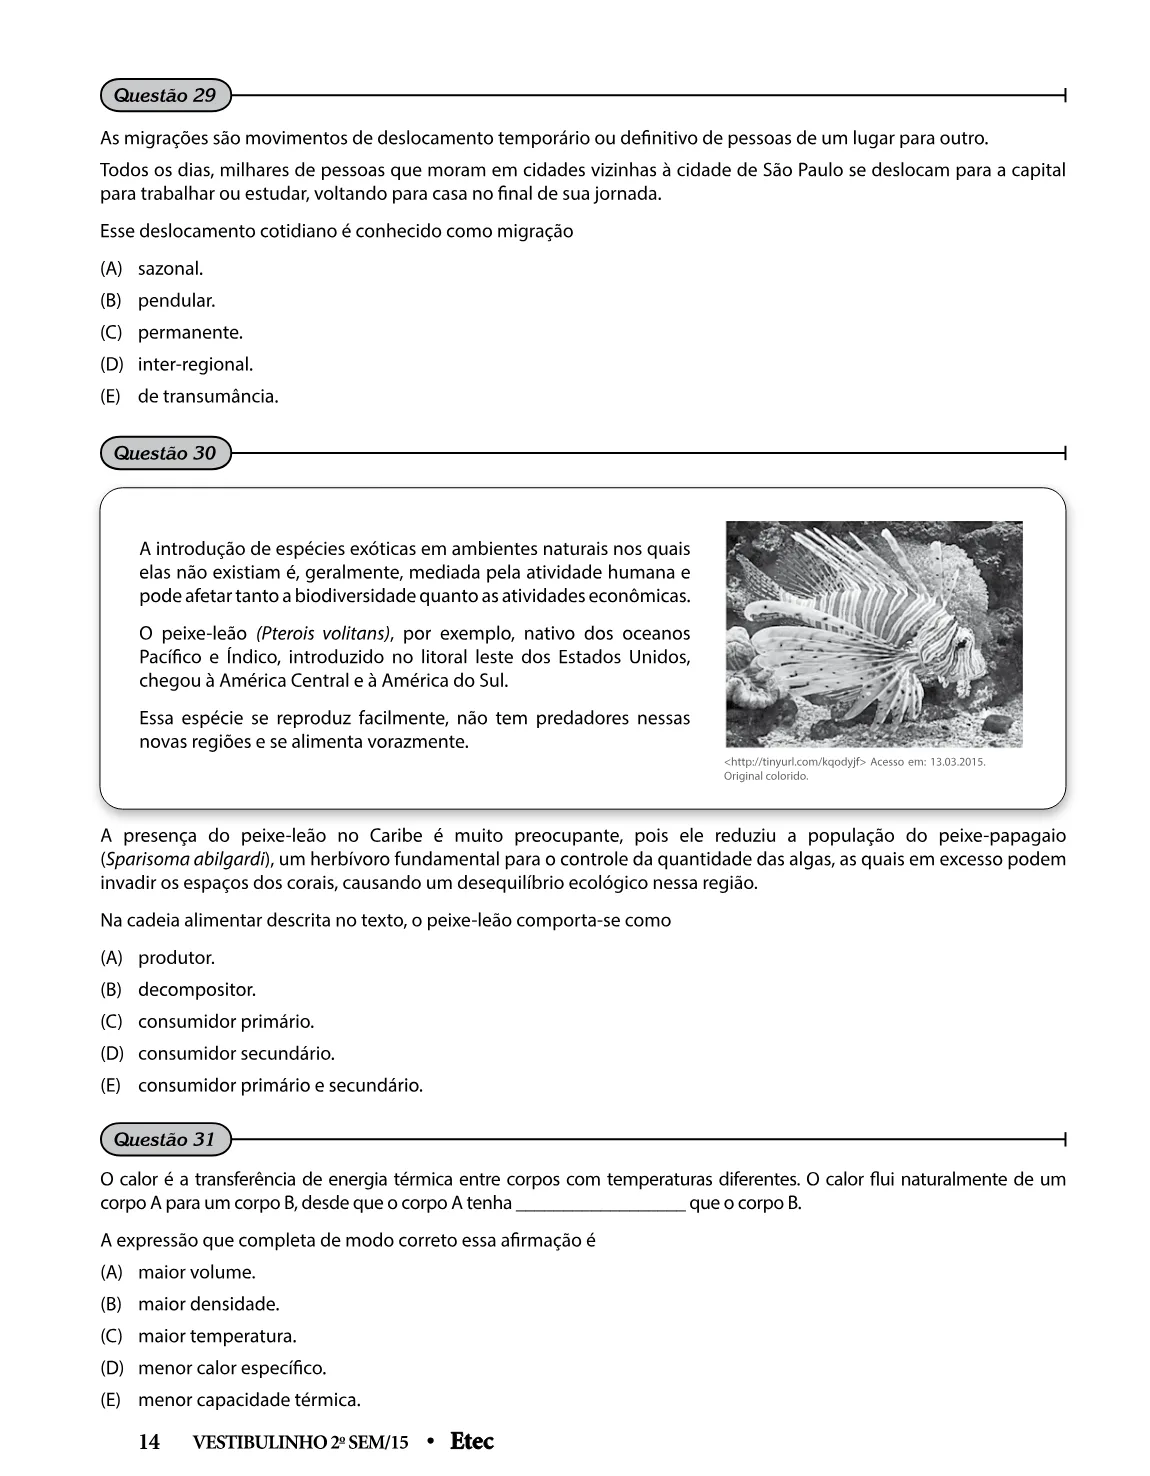 Questão 29
As migrações são movimentos de deslocamento temporário ou definitivo de pessoas de um lugar para outro.
Todos os dias, milhares de pessoas que moram em cidades vizinhas à cidade de São Paulo se deslocam para a capital
para trabalhar ou estudar, voltando para casa no final de sua jornada.
Esse deslocamento cotidiano é conhecido como migração
(A) sazonal.
(B) pendular.
(C) permanente.
(D) inter-regional.
(E) de transumância.
Questão 30
A introdução de espécies exóticas em ambientes naturais nos quais
elas não existiam é, geralmente, mediada pela atividade humana e
pode afetar tanto a biodiversidade quanto as atividades econômicas.
O peixe-leão (Pterois volitans), por exemplo, nativo dos oceanos
Pacífico e Índico, introduzido no litoral leste dos Estados Unidos,
chegou à América Central e à América do Sul.
Essa espécie se reproduz facilmente, não tem predadores nessas
novas regiões e se alimenta vorazmente.
<http://tinyurl.com/kqodyjf> Acesso em: 13.03.2015.
Original colorido.
A presença do peixe-leão no Caribe é muito preocupante, pois ele reduziu a população do peixe-papagaio
(Sparisoma abilgardi), um herbívoro fundamental para o controle da quantidade das algas, as quais em excesso podem
invadir os espaços dos corais, causando um desequilíbrio ecológico nessa região.
Na cadeia alimentar descrita no texto, o peixe-leão comporta-se como
(A) produtor.
(B) decompositor.
(C) consumidor primário.
(D) consumidor secundário.
(E) consumidor primário e secundário.
Questão 31
O calor é a transferência de energia térmica entre corpos com temperaturas diferentes. O calor flui naturalmente de um
corpo A para um corpo B, desde que o corpo A tenha __________________ que o corpo B.
A expressão que completa de modo correto essa afirmação é
(A) maior volume.
(B) maior densidade.
(C) maior temperatura.
(D) menor calor específico.
(E) menor capacidade térmica.
14 VESTIBULINHO 2º SEM/15 • Etec